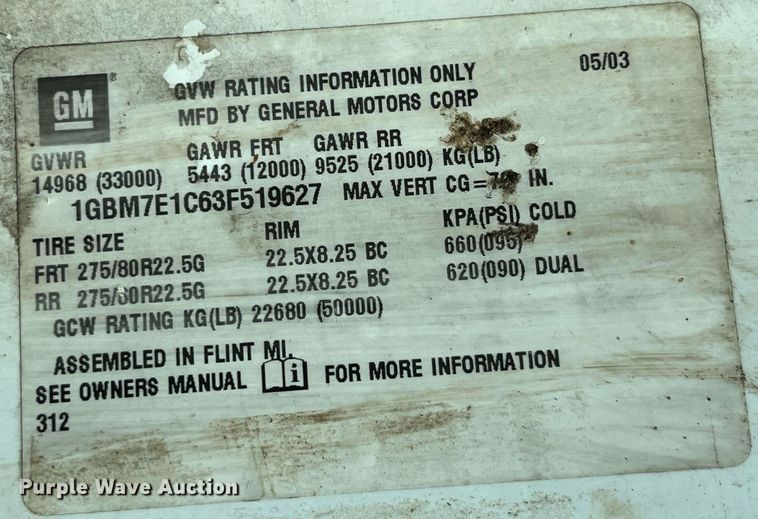 GM ®
GVW RATING INFORMATION ONLY 05/03
MFD BY GENERAL MOTORS CORP
GVWR GAWR FRT GAWR RR
14968 (33000) 5443 (12000) 9525 (21000) KG(LB)
1GBM7E1C63F519627 MAX VERT CG = IN.
TIRE SIZE RIM KPA(PSI) COLD
FRT 275/80R22.5G 22.5X8.25 BC 660(095)
RR 275/80R22.5G 22.5X8.25 BC 620(090) DUAL
GCW RATING KG(LB) 22680 (50000)
ASSEMBLED IN FLINT MI.
SEE OWNERS MANUAL i FOR MORE INFORMATION
312
Purple Wave Auction